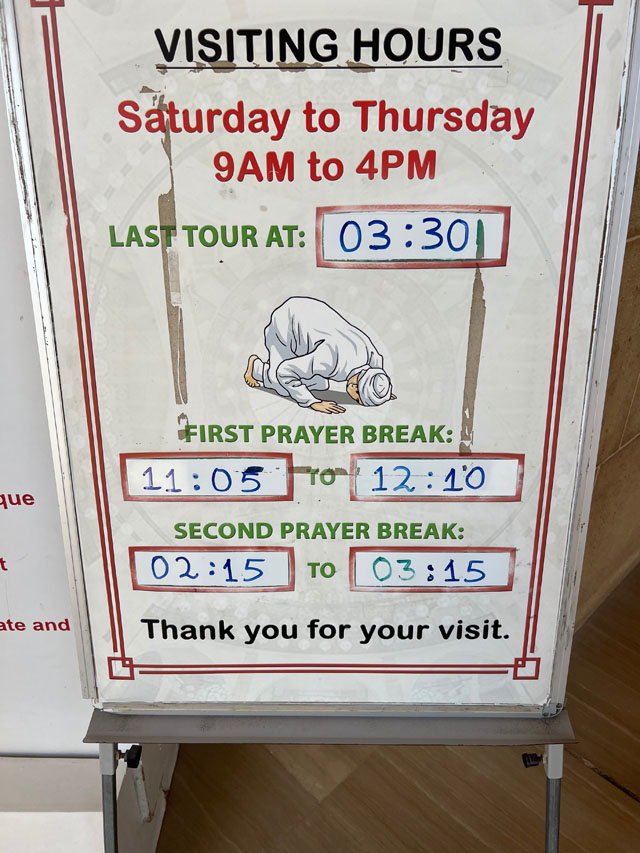 VISITING HOURS
Saturday to Thursday
9AM to 4PM
LAST TOUR AT: 03:30
FIRST PRAYER BREAK:
11:05 TO 12:10
SECOND PRAYER BREAK:
02:15 TO 03:15
Thank you for your visit.
que
t
ate and